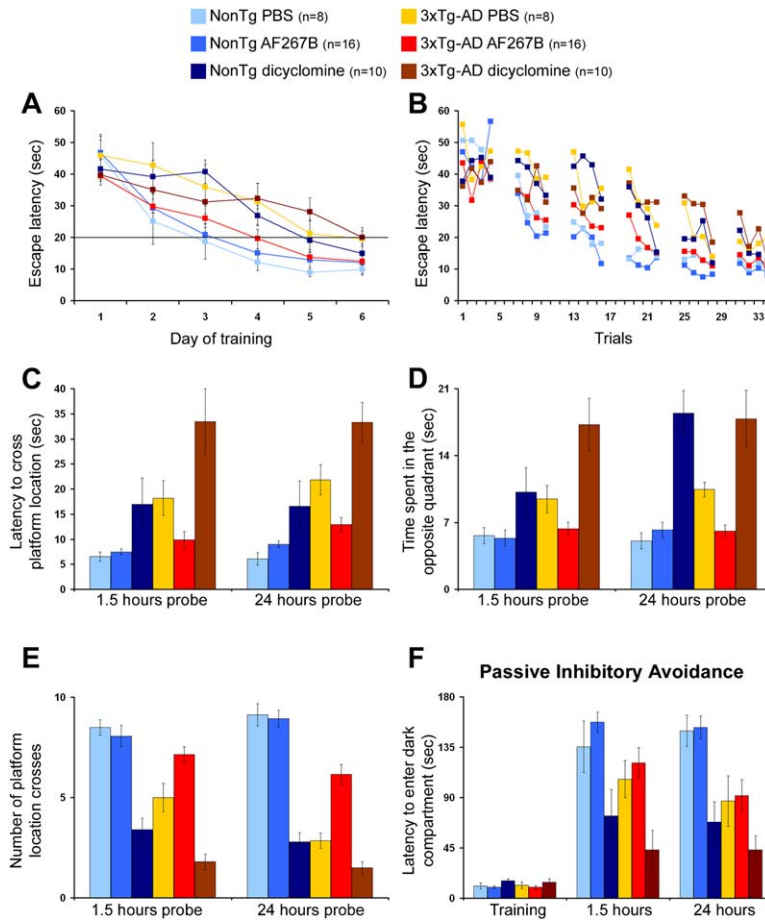 NonTg PBS (n=8)
3xTg-AD PBS (n=8)
NonTg AF267B (n=16)
3xTg-AD AF267B (n=16)
NonTg dicyclomine (n=10)
3xTg-AD dicyclomine (n=10)
A
60
50
40
30
20
10
0
Escape latency (sec)
1 2 3 4 5 6
Day of training
B
60
50
40
30
20
10
0
Escape latency (sec)
1 5 9 13 17 21 25 29 33
Trials
C
40
35
30
25
20
15
10
5
0
Latency to cross
platform location (sec)
1.5 hours probe 24 hours probe
D
21
14
7
0
Time spent in the
opposite quadrant (sec)
1.5 hours probe 24 hours probe
E
10
5
0
Number of platform
location crosses
1.5 hours probe 24 hours probe
F
Passive Inhibitory Avoidance
180
135
90
45
0
Latency to enter dark
compartment (sec)
Training 1.5 hours 24 hours